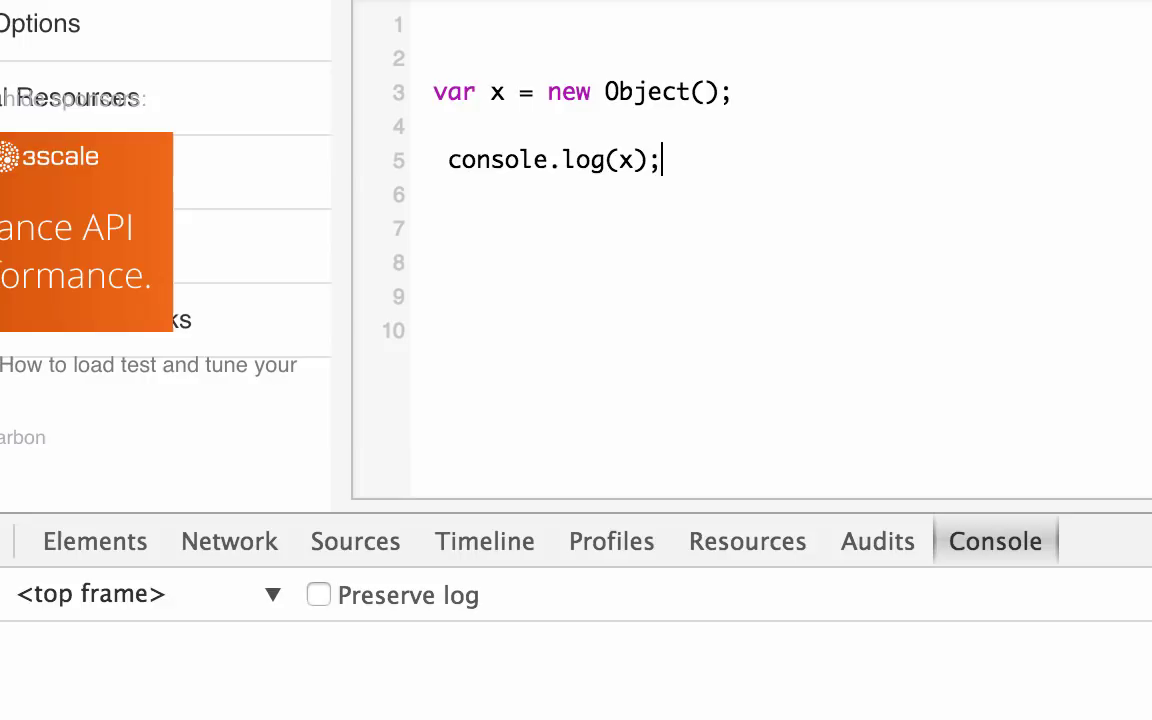 Options
l Resources
hide sponsors:
3scale
ance API
formance.
ks
How to load test and tune your
arbon
1
2
3 var x = new Object();
4
5 console.log(x);
6
7
8
9
10
Elements Network Sources Timeline Profiles Resources Audits Console
<top frame> ▼ Preserve log